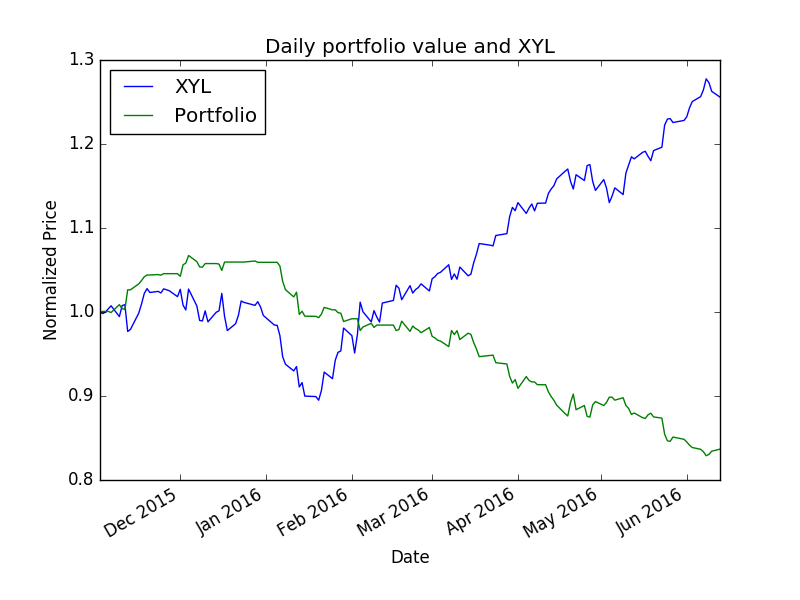 Daily portfolio value and XYL
XYL
Portfolio
1.3
1.2
1.1
1.0
0.9
0.8
Normalized Price
Dec 2015
Jan 2016
Feb 2016
Mar 2016
Apr 2016
May 2016
Jun 2016
Date